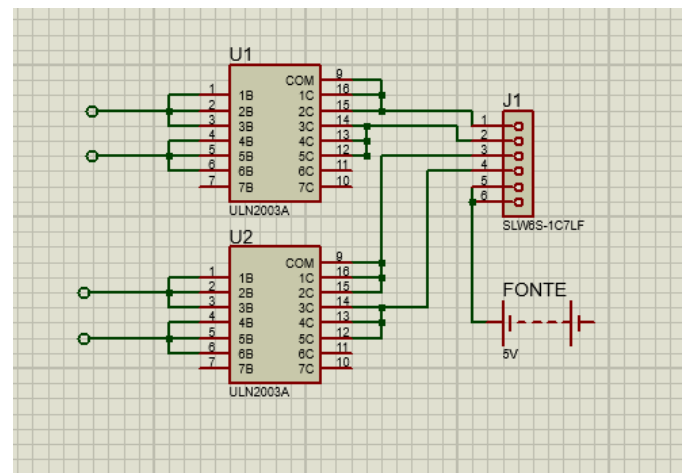 U1
1 1B
2 2B
3 3B
4 4B
5 5B
6 6B
7 7B
COM 9
1C 16
2C 15
3C 14
4C 13
5C 12
6C 11
7C 10
ULN2003A
J1
1
2
3
4
5
6
SLW6S-1C7LF
U2
1 1B
2 2B
3 3B
4 4B
5 5B
6 6B
7 7B
COM 9
1C 16
2C 15
3C 14
4C 13
5C 12
6C 11
7C 10
ULN2003A
FONTE
5V